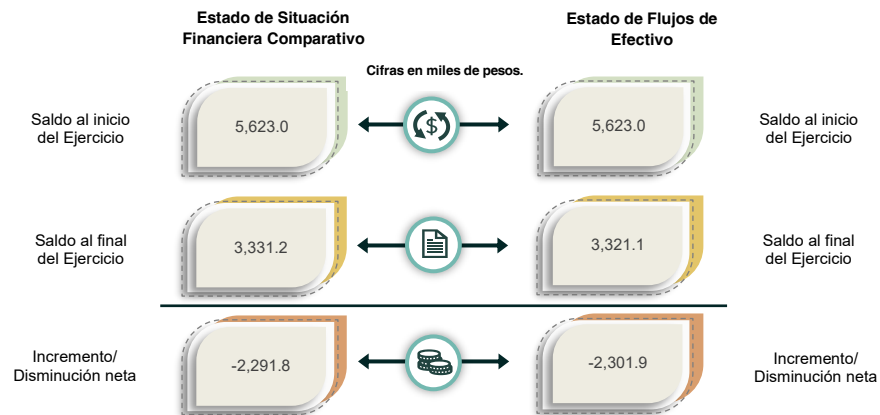 Estado de Situación
Financiera Comparativo
Estado de Flujos de
Efectivo
Cifras en miles de pesos.
Saldo al inicio
del Ejercicio
5,623.0
$
5,623.0
Saldo al inicio
del Ejercicio
Saldo al final
del Ejercicio
3,331.2
3,321.1
Saldo al final
del Ejercicio
Incremento/
Disminución neta
-2,291.8
-2,301.9
Incremento/
Disminución neta